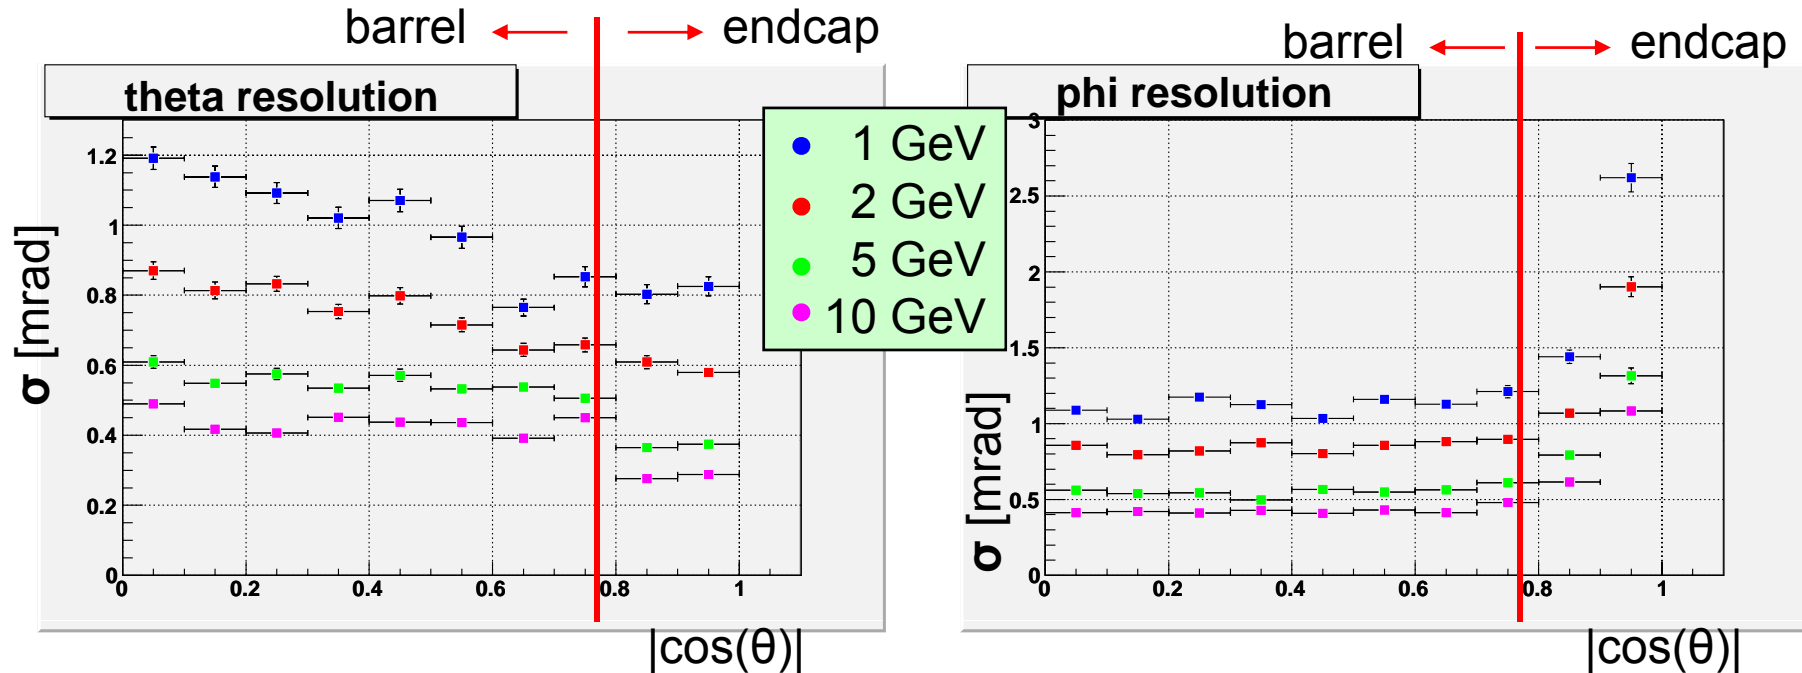 barrel endcap
theta resolution
1.2
1
0.8
0.6
0.4
0.2
0
0 0.2 0.4 0.6 0.8 1
σ [mrad]
|cos(θ)|
1 GeV
2 GeV
5 GeV
10 GeV
barrel endcap
phi resolution
3
2.5
2
1.5
1
0.5
0
0 0.2 0.4 0.6 0.8 1
σ [mrad]
|cos(θ)|